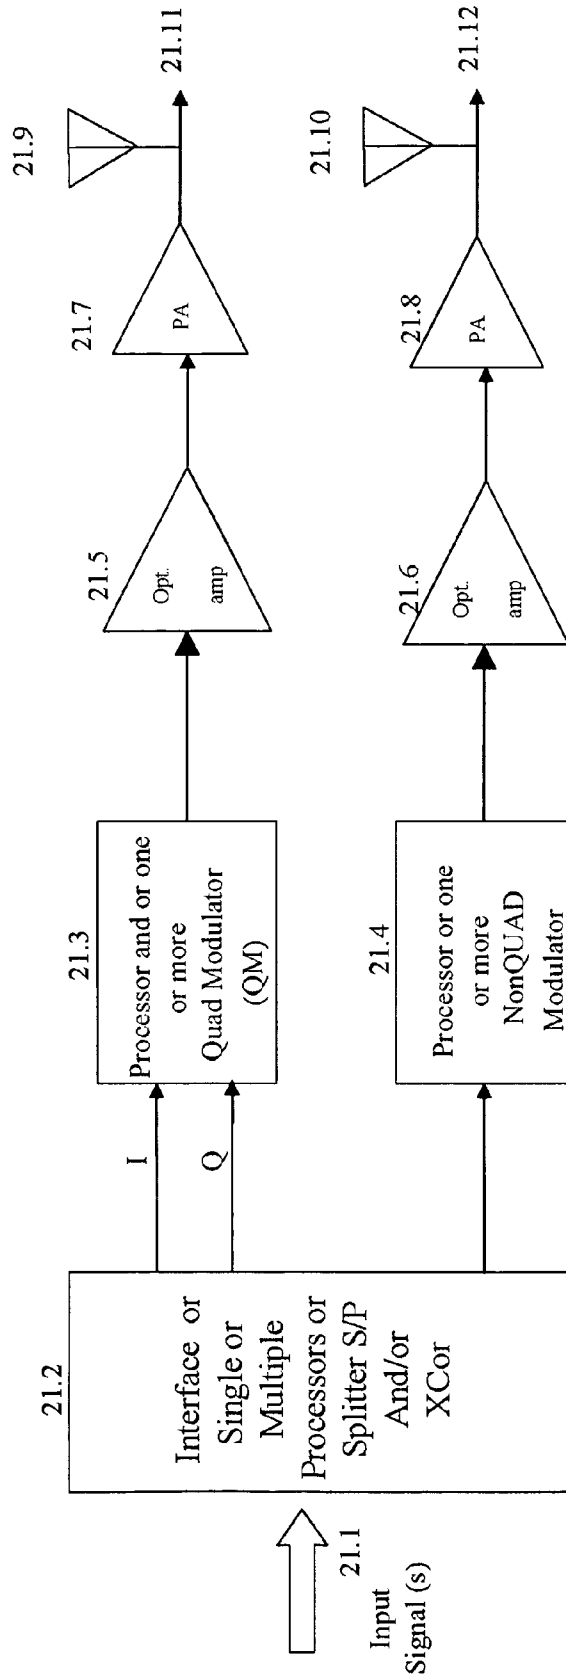 21.1
Input
Signal (s)
21.2
Interface or
Single or
Multiple
Processors or
Splitter S/P
And/or
XCor
I
Q
21.3
Processor and or one
or more
Quad Modulator
(QM)
21.5
Opt.
amp
21.7
PA
21.9
21.11
21.4
Processor or one
or more
NonQUAD
Modulator
21.6
Opt.
amp
21.8
PA
21.10
21.12